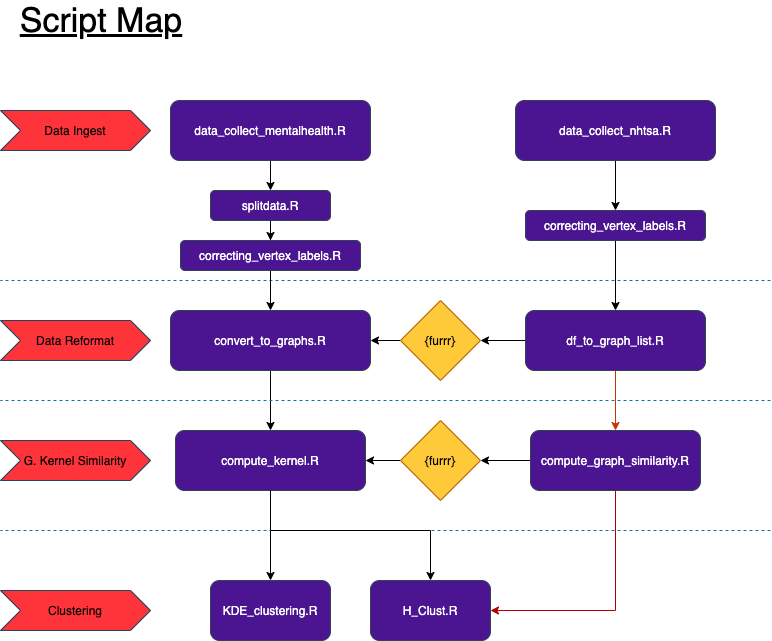 Script Map
Data Ingest
data_collect_mentalhealth.R
data_collect_nhtsa.R
splitdata.R
correcting_vertex_labels.R
correcting_vertex_labels.R
Data Reformat
convert_to_graphs.R
{furrr}
df_to_graph_list.R
G. Kernel Similarity
compute_kernel.R
{furrr}
compute_graph_similarity.R
Clustering
KDE_clustering.R
H_Clust.R